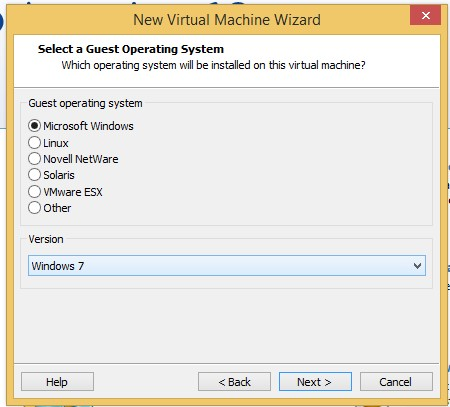 New Virtual Machine Wizard
Select a Guest Operating System
Which operating system will be installed on this virtual machine?
Guest operating system
Microsoft Windows
Linux
Novell NetWare
Solaris
VMware ESX
Other
Version
Windows 7
Help
< Back
Next >
Cancel